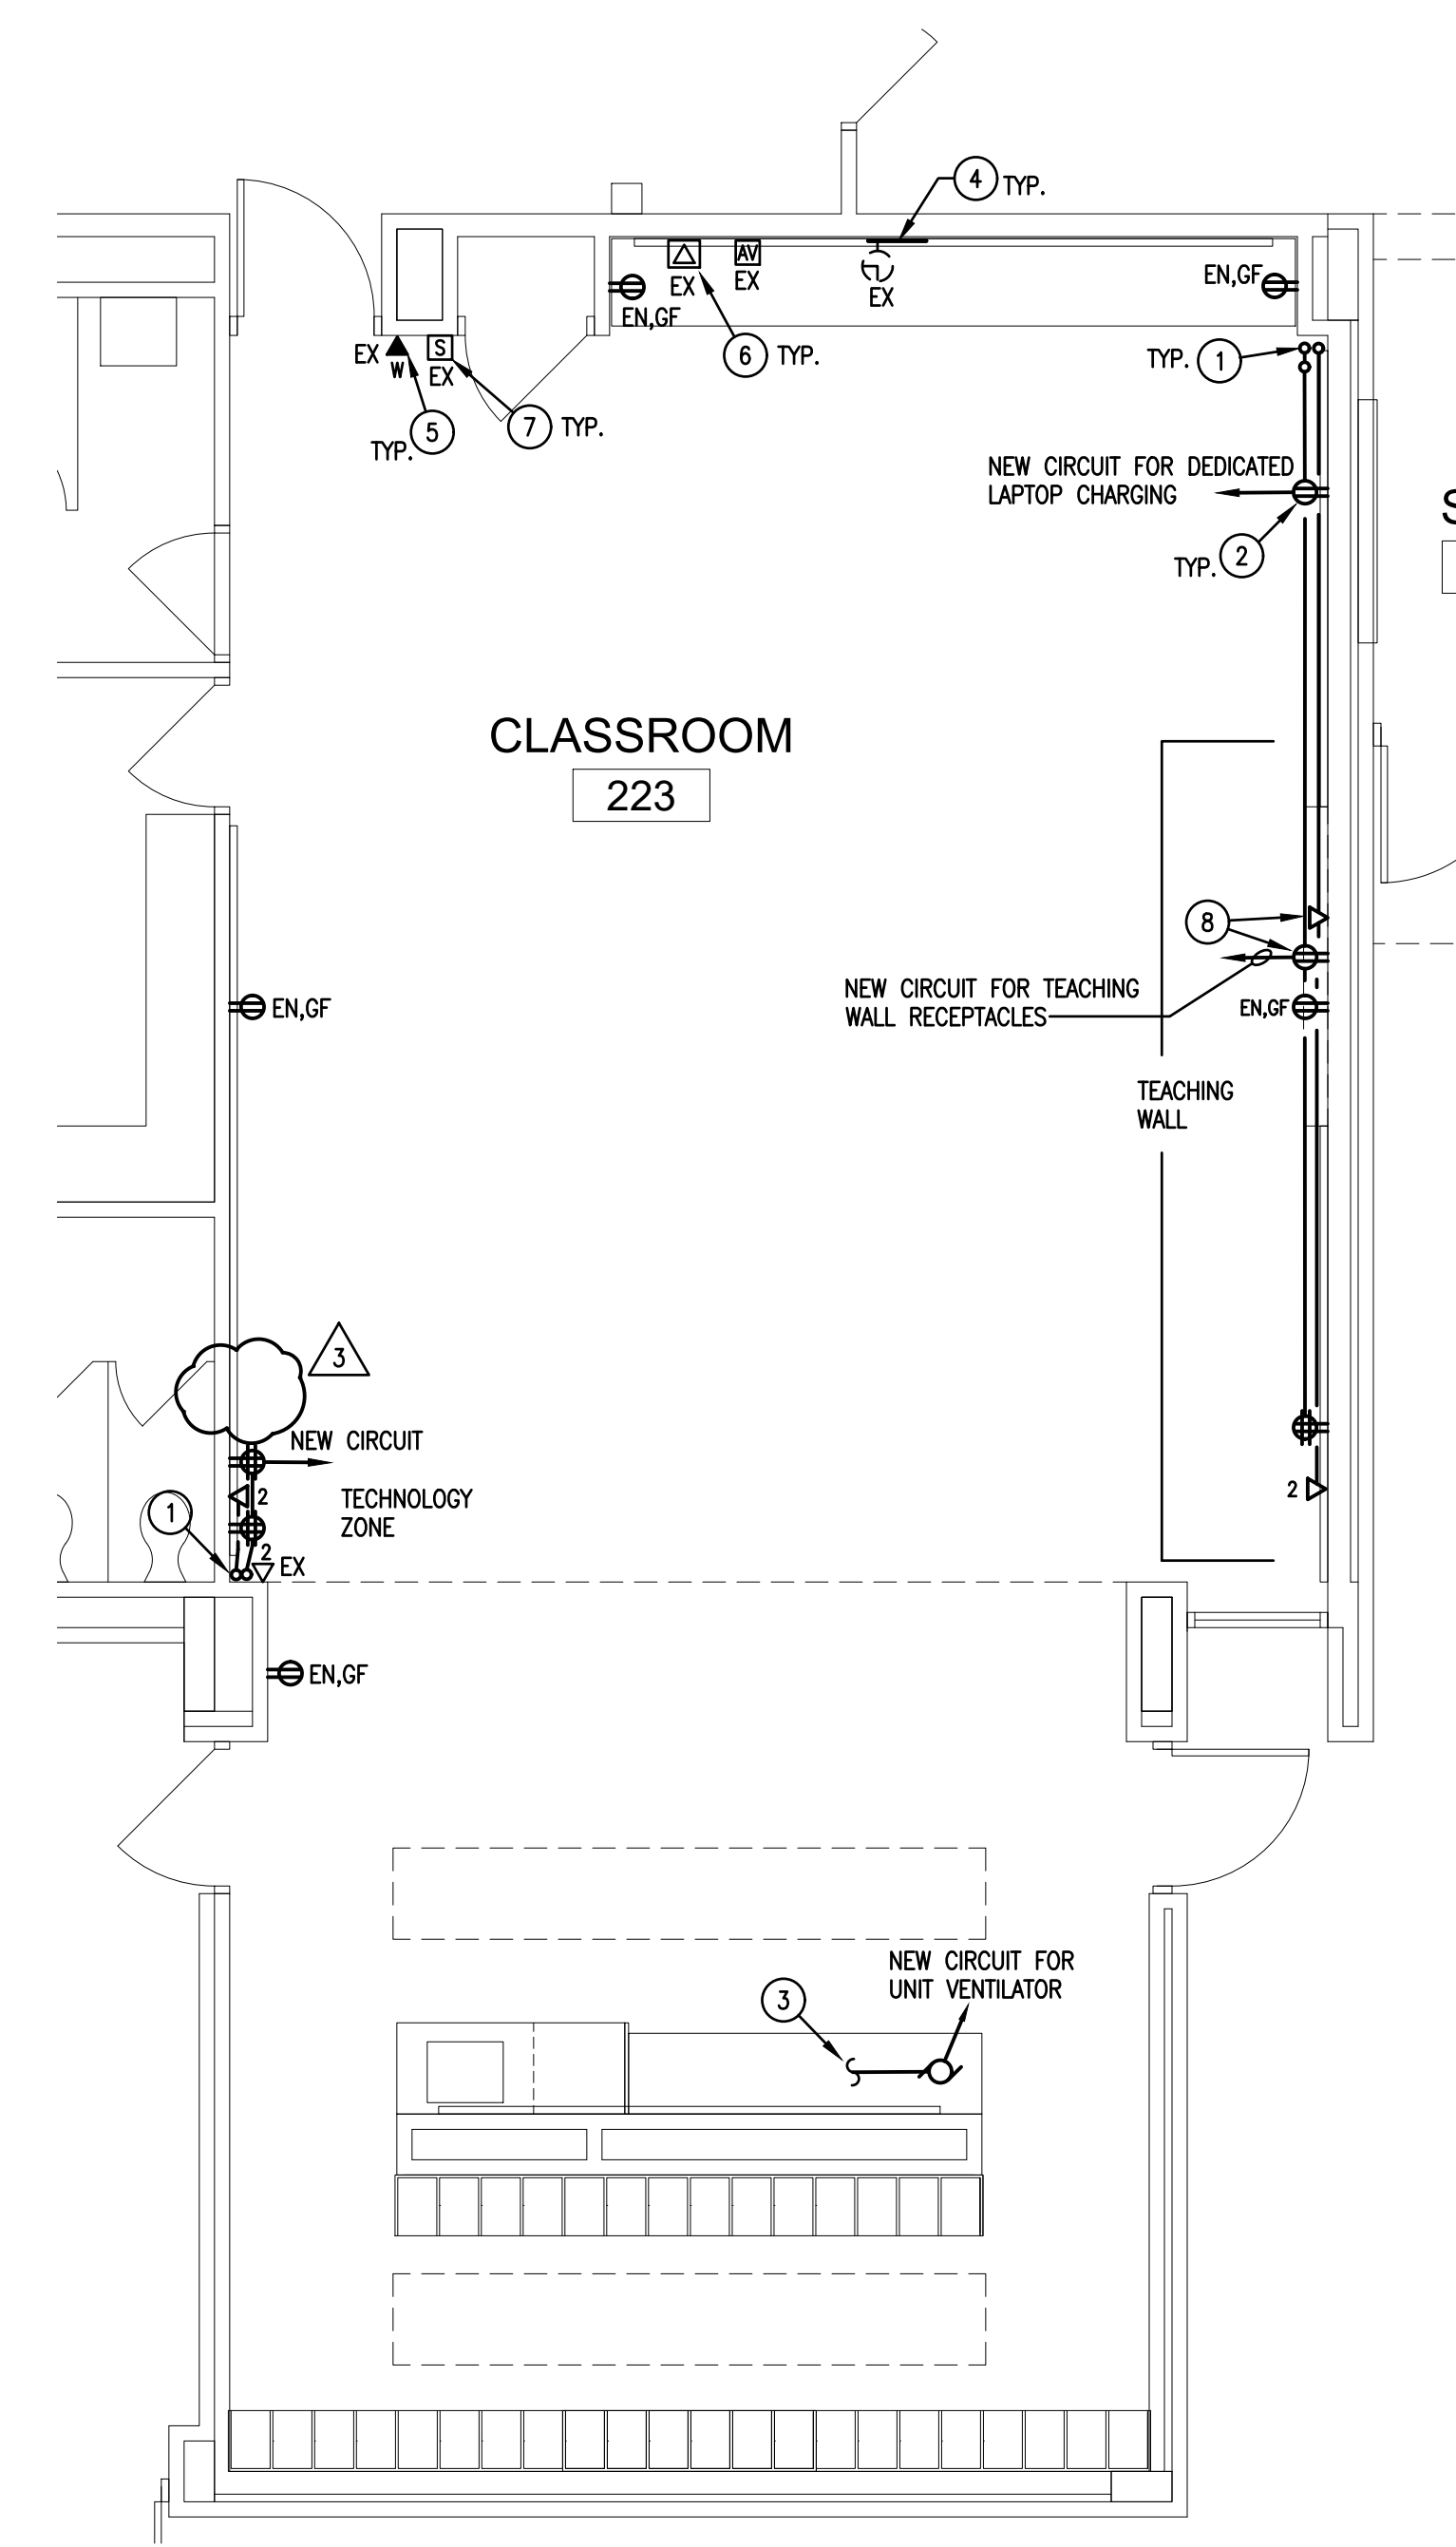 4 TYP.
AV
EX
EX
EX
EN,GF
EN,GF
EX
W
S
EX
6 TYP.
TYP. 1
5
TYP.
7 TYP.
NEW CIRCUIT FOR DEDICATED
LAPTOP CHARGING
S
TYP. 2
CLASSROOM
223
8
NEW CIRCUIT FOR TEACHING
WALL RECEPTACLES
EN,GF
EN,GF
TEACHING
WALL
3
NEW CIRCUIT
2
TECHNOLOGY
ZONE
1
2
EX
2
EN,GF
NEW CIRCUIT FOR
UNIT VENTILATOR
3